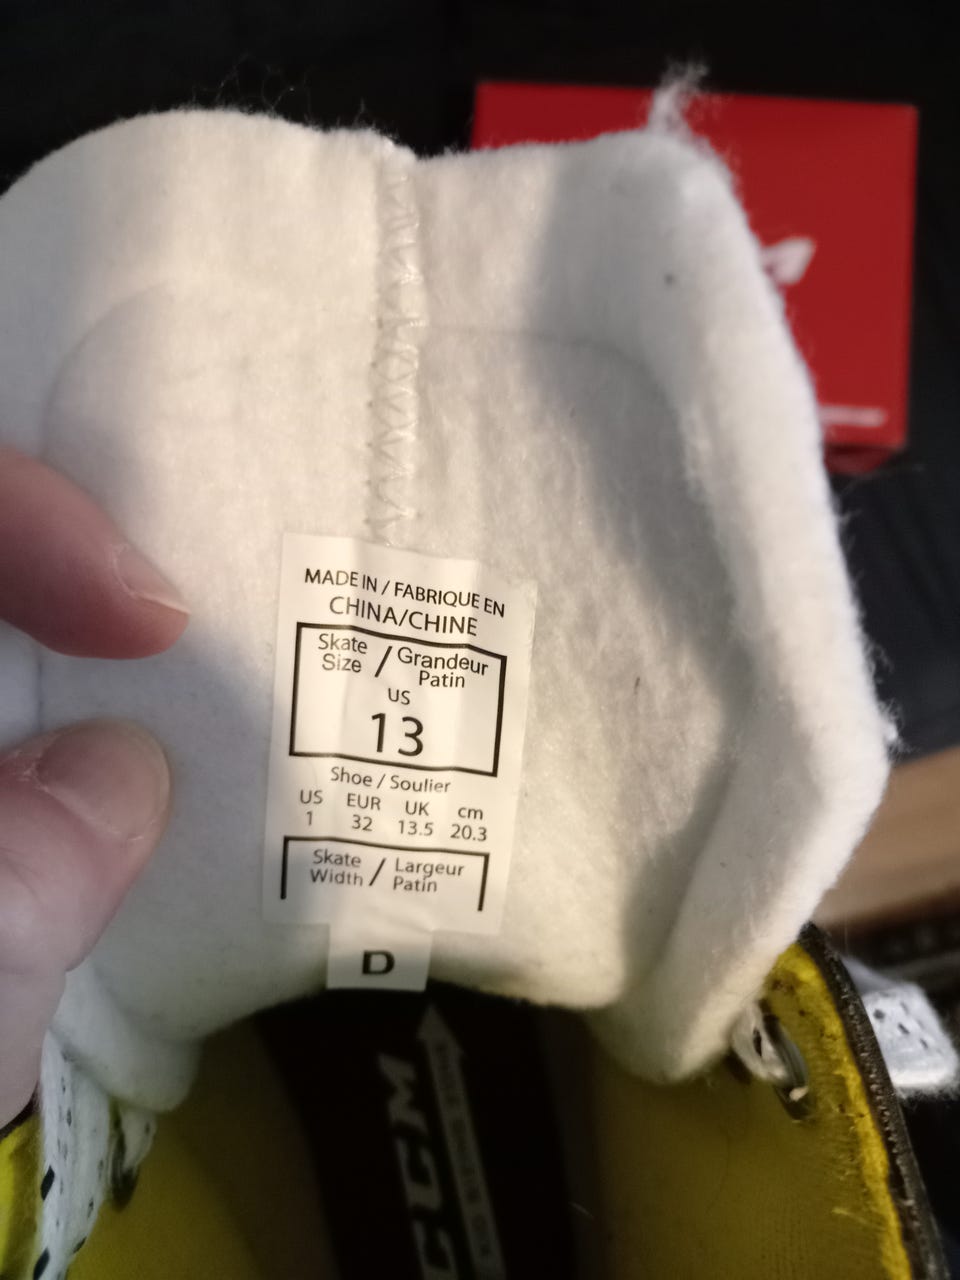 MADE IN / FABRIQUE EN
CHINA/CHINE
Skate Size / Grandeur Patin
US
13
Shoe / Soulier
US EUR UK cm
1 32 13.5 20.3
Skate Width / Largeur Patin
D
CCM